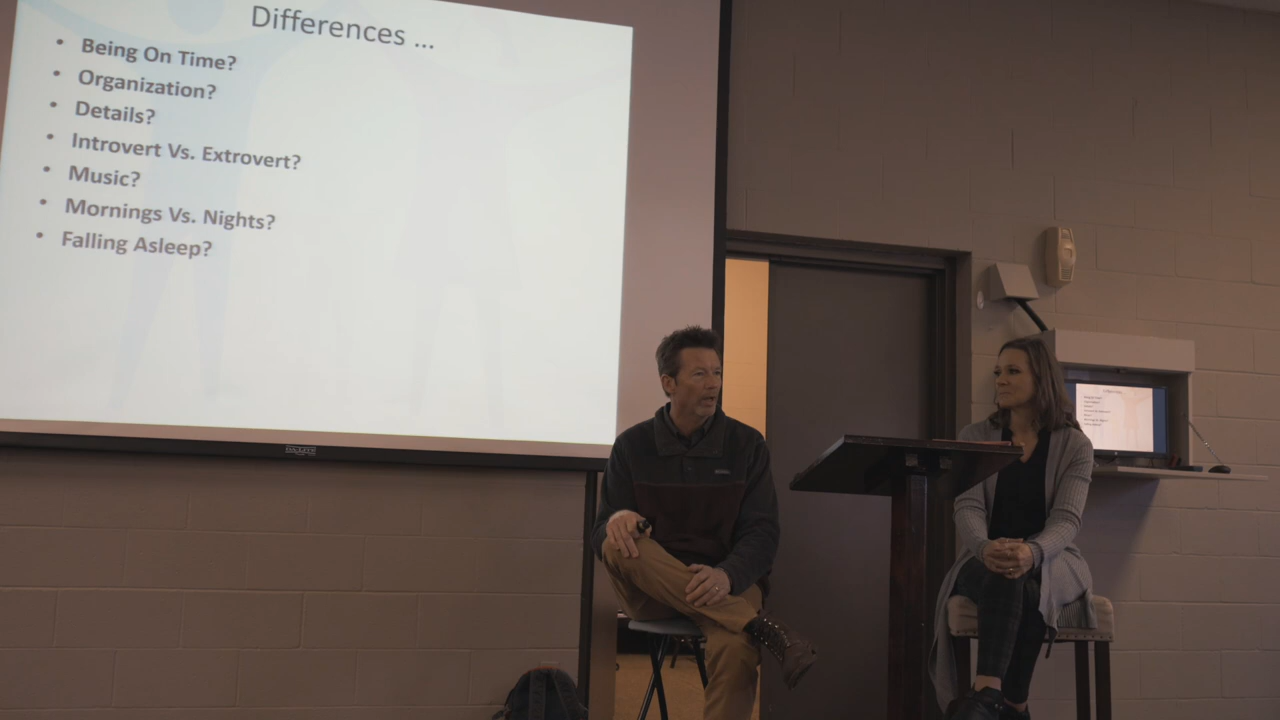 Differences ...
• Being On Time?
• Organization?
• Details?
• Introvert Vs. Extrovert?
• Music?
• Mornings Vs. Nights?
• Falling Asleep?